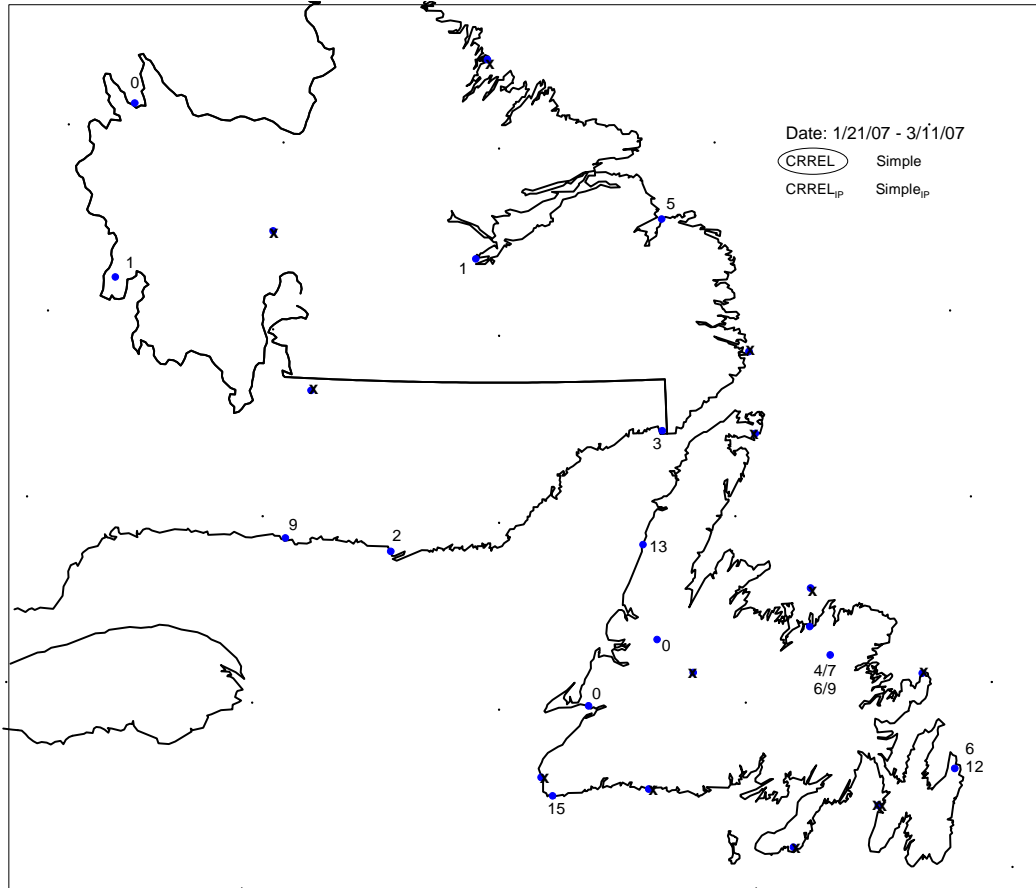 0
x
Date: 1/21/07 - 3/11/07
CRREL Simple
CRREL_IP Simple_IP
5
x
1
1
x
x
3
x
9
2
13
x
0
4/7
6/9
x
x
0
6
12
x
x
15
x
x
x